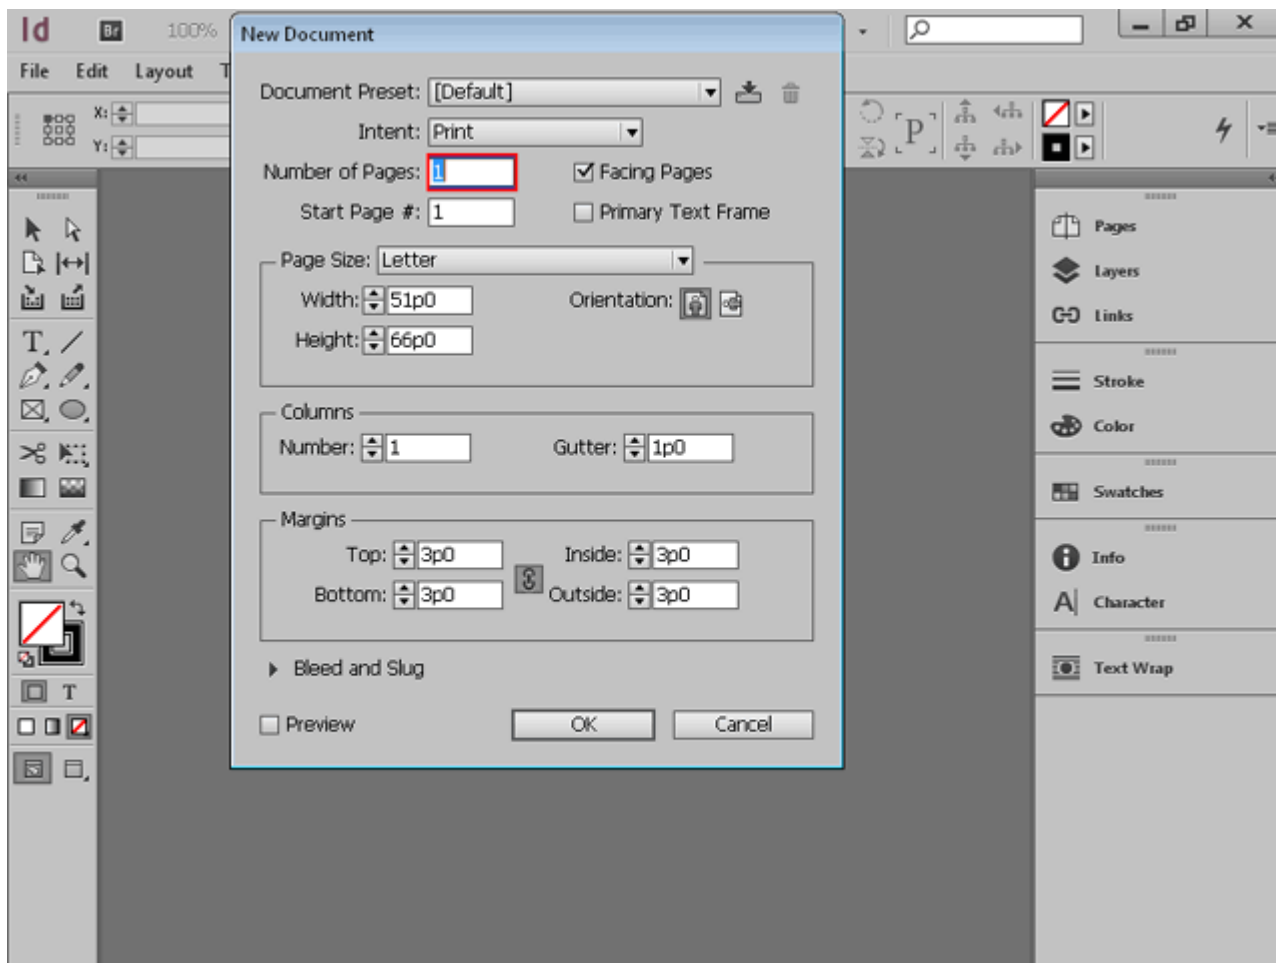 Id Br 100%
New Document
File Edit Layout T
X:
Y:
P
Document Preset: [Default]
Intent: Print
Number of Pages: 1
Facing Pages
Start Page #: 1
Primary Text Frame
Page Size: Letter
Width: 51p0
Orientation:
Height: 66p0
Columns
Number: 1
Gutter: 1p0
Margins
Top: 3p0
Inside: 3p0
Bottom: 3p0
Outside: 3p0
Bleed and Slug
Preview
OK
Cancel
T
T
Pages
Layers
Links
Stroke
Color
Swatches
Info
A Character
Text Wrap